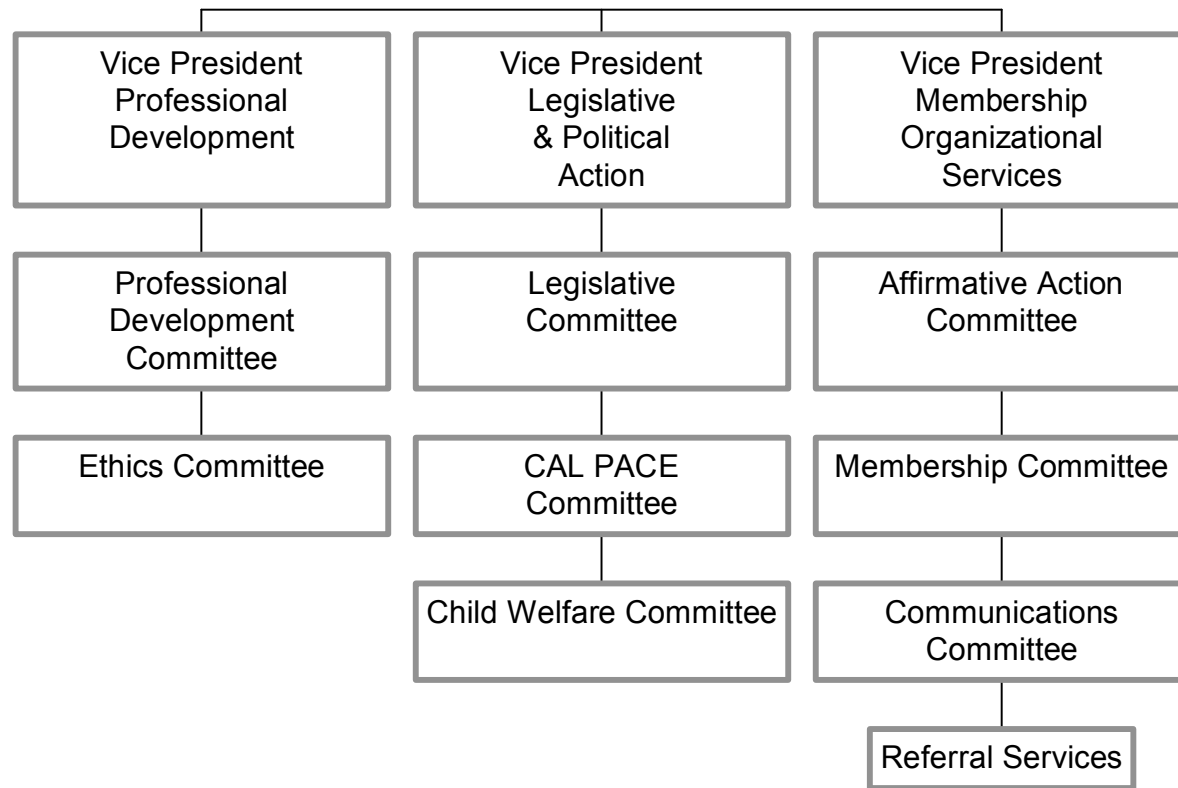 Vice President
Professional
Development
Vice President
Legislative
& Political
Action
Vice President
Membership
Organizational
Services
Professional
Development
Committee
Legislative
Committee
Affirmative Action
Committee
Ethics Committee
CAL PACE
Committee
Membership Committee
Child Welfare Committee
Communications
Committee
Referral Services